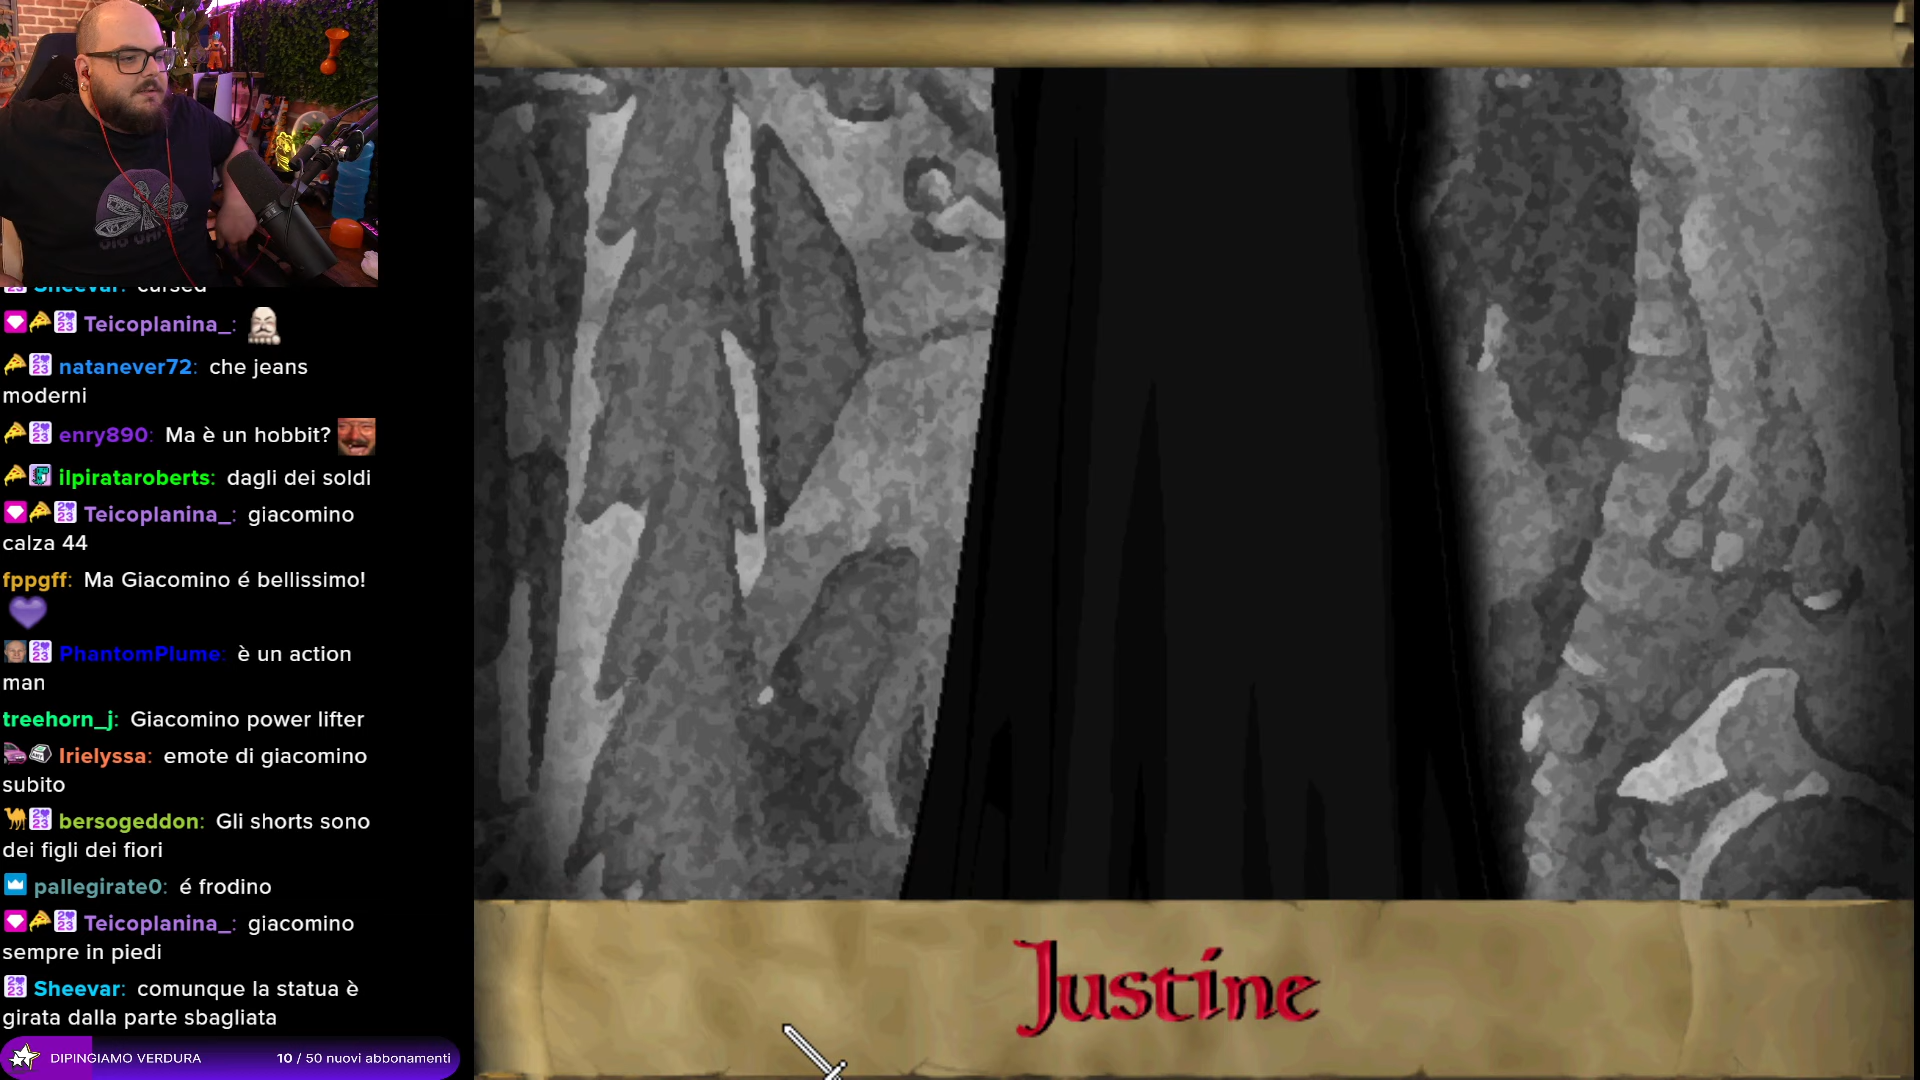 Sheevar: cursed
Teicoplanina_:
natanever72: che jeans
moderni
enry890: Ma è un hobbit?
ilpirataroberts: dagli dei soldi
Teicoplanina_: giacomino
calza 44
fppgff: Ma Giacomino é bellissimo!
PhantomPlume: è un action
man
treehorn_j: Giacomino power lifter
Irielyssa: emote di giacomino
subito
bersogeddon: Gli shorts sono
dei figli dei fiori
pallegirate0: é frodino
Teicoplanina_: giacomino
sempre in piedi
Sheevar: comunque la statua è
girata dalla parte sbagliata
DIPINGIAMO VERDURA 10 / 50 nuovi abbonamenti
Justine